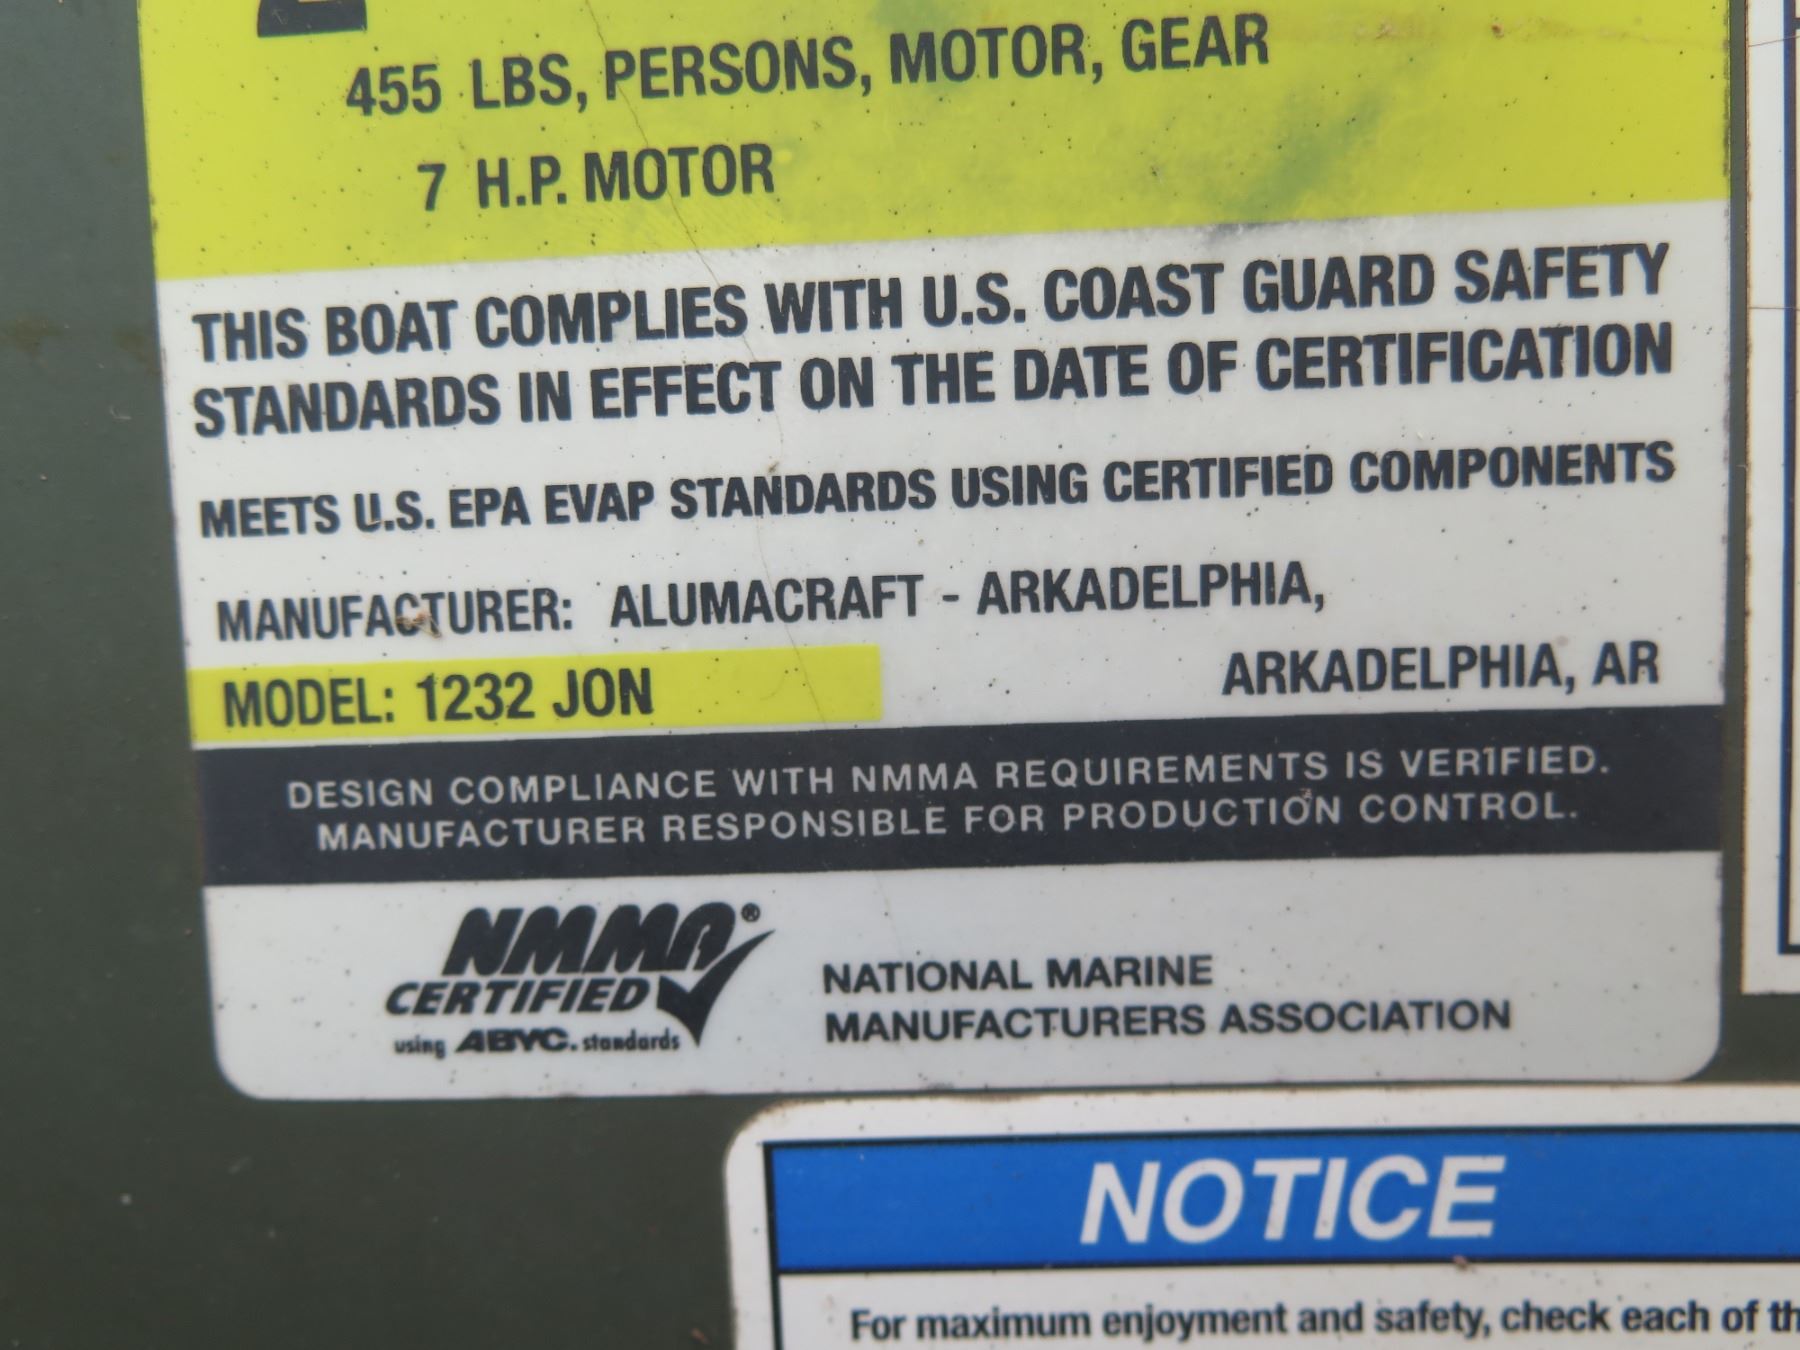 455 LBS, PERSONS, MOTOR, GEAR
7 H.P. MOTOR
THIS BOAT COMPLIES WITH U.S. COAST GUARD SAFETY
STANDARDS IN EFFECT ON THE DATE OF CERTIFICATION
MEETS U.S. EPA EVAP STANDARDS USING CERTIFIED COMPONENTS
MANUFACTURER: ALUMACRAFT - ARKADELPHIA,
ARKADELPHIA, AR
MODEL: 1232 JON
DESIGN COMPLIANCE WITH NMMA REQUIREMENTS IS VERIFIED.
MANUFACTURER RESPONSIBLE FOR PRODUCTION CONTROL.
NMMA®
CERTIFIED
using ABYC. standards
NATIONAL MARINE
MANUFACTURERS ASSOCIATION
NOTICE
For maximum enjoyment and safety, check each of th